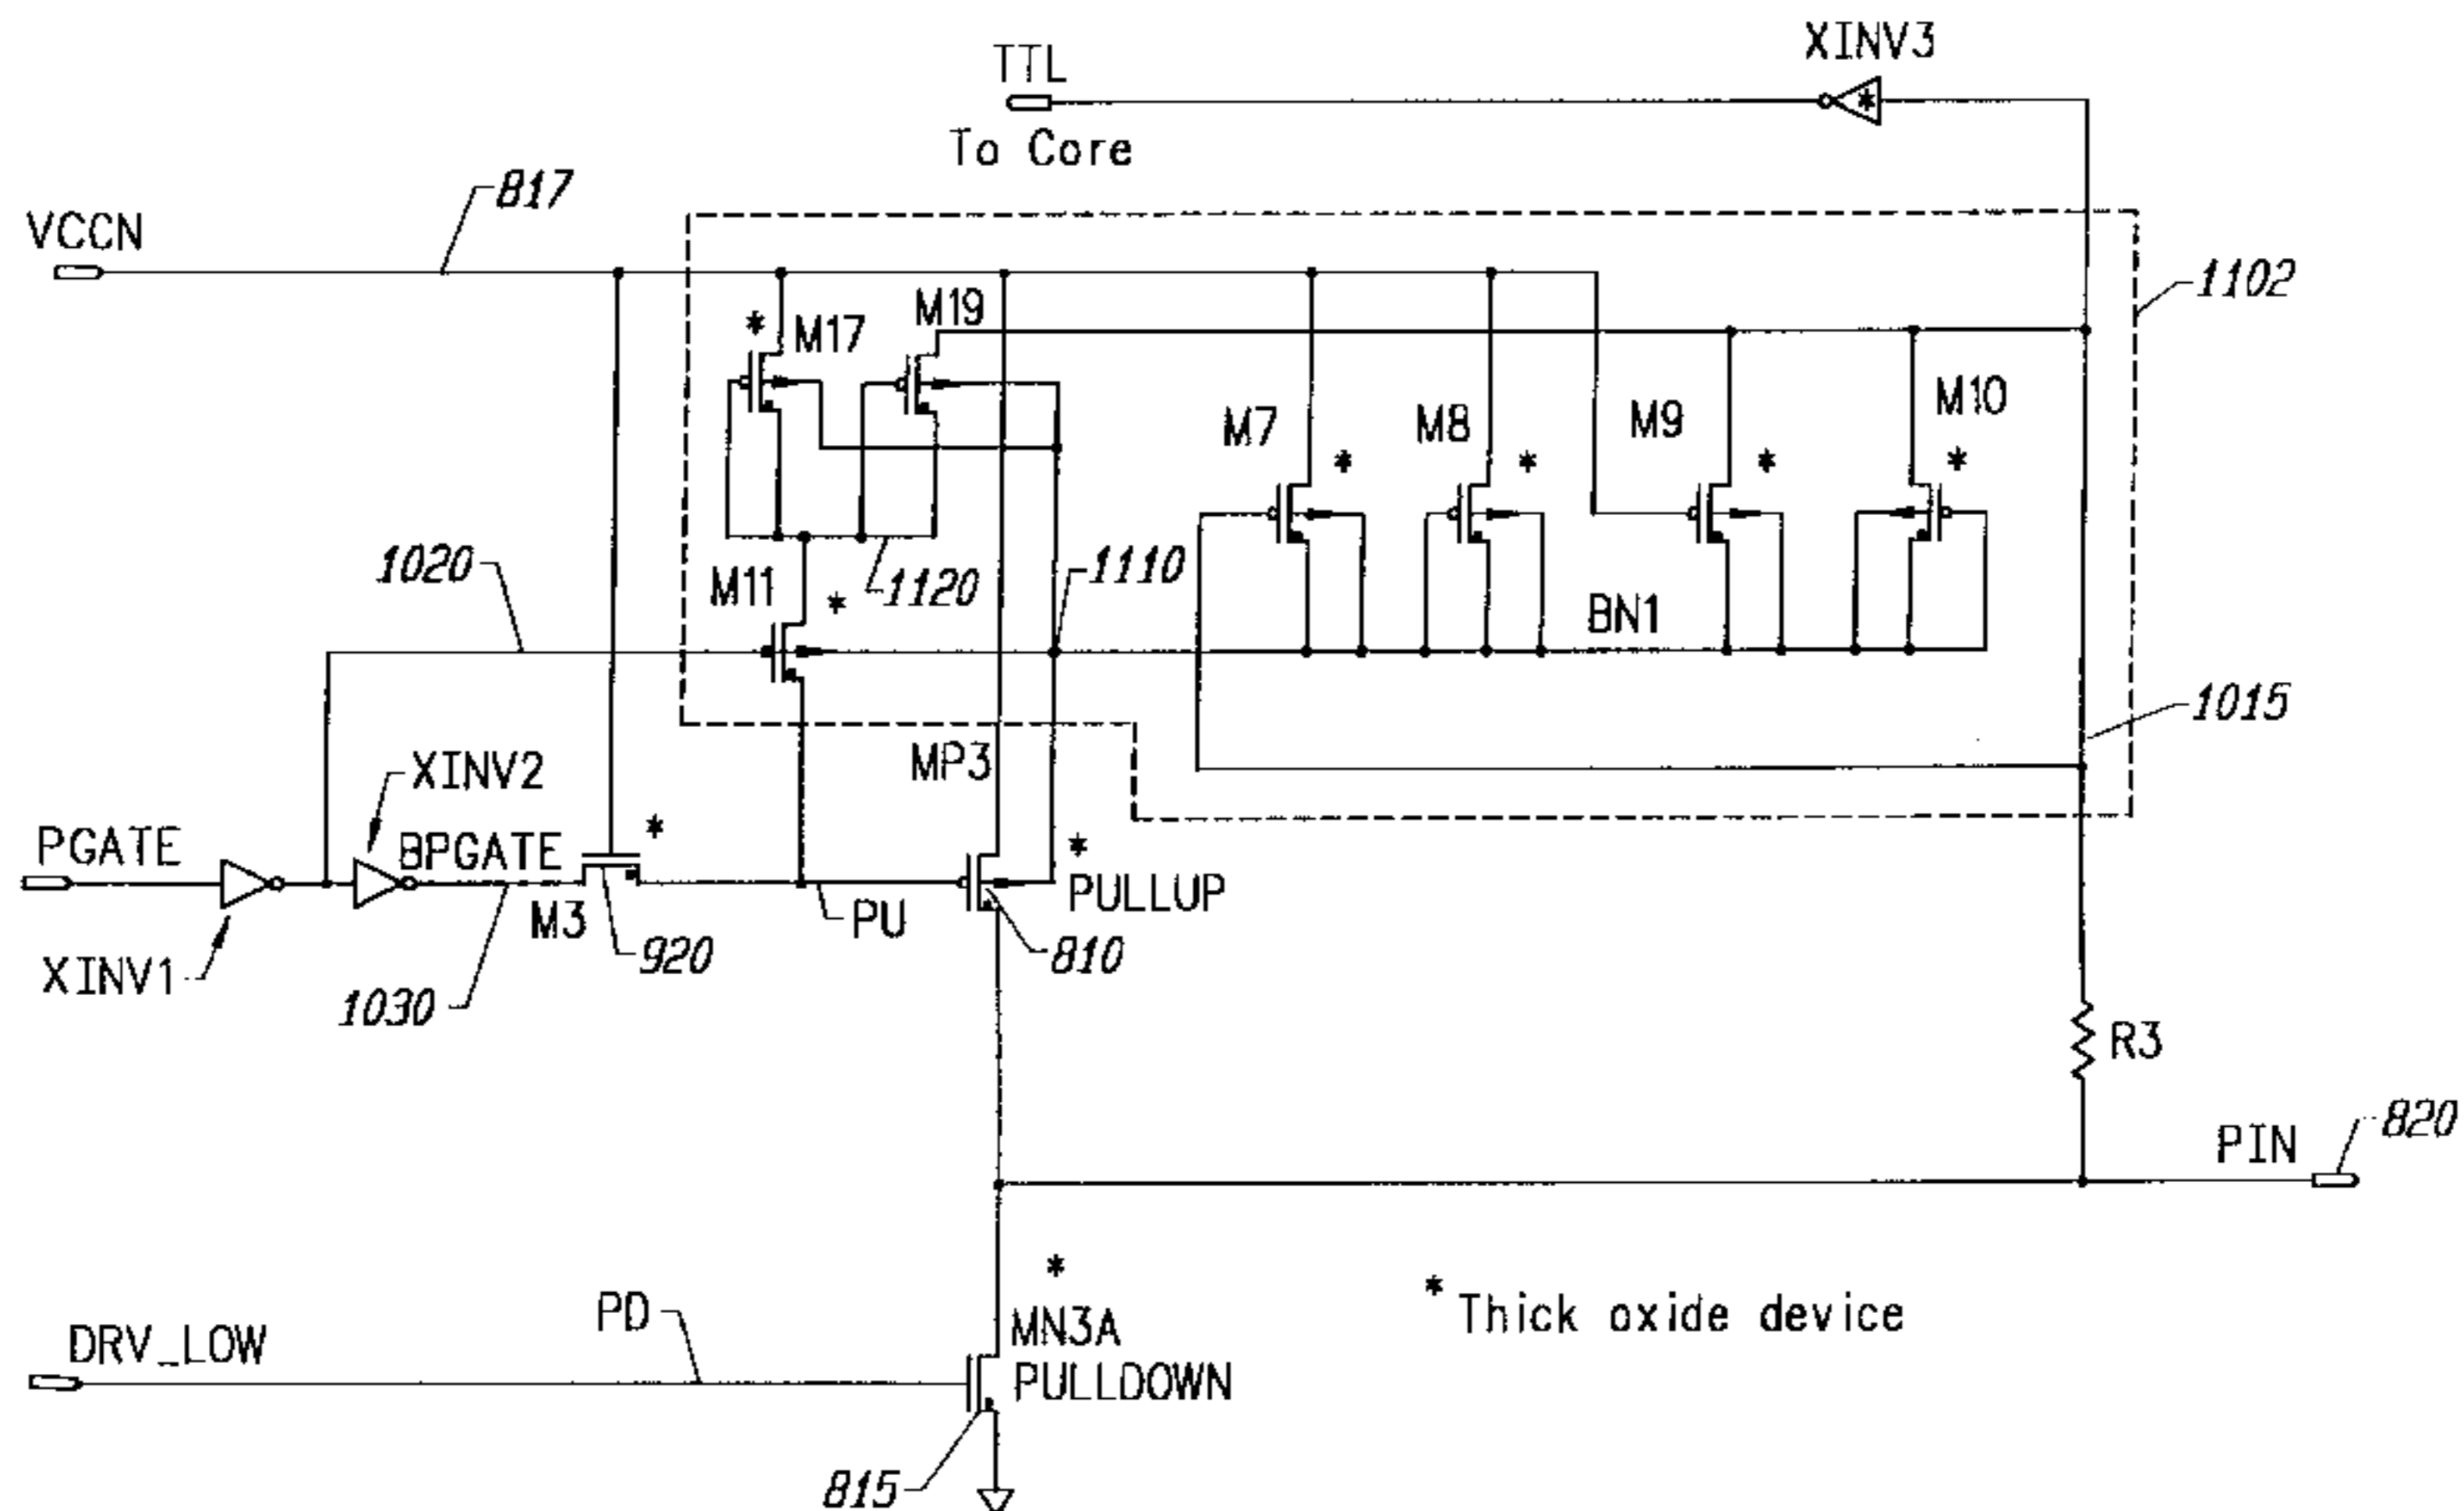 XINV3
TTL
To Core
817
VCCN
1102
M19
* M17
M10
M9
M8
M7
*
*
*
*
1020
1110
1120
M11
*
BN1
1015
MP3
XINV2
PGATE
BPGATE
*
*
PULLUP
M3
PU
920
810
XINV1
1030
R3
820
PIN
*
PD
MN3A
* Thick oxide device
DRV_LOW
PULLDOWN
815